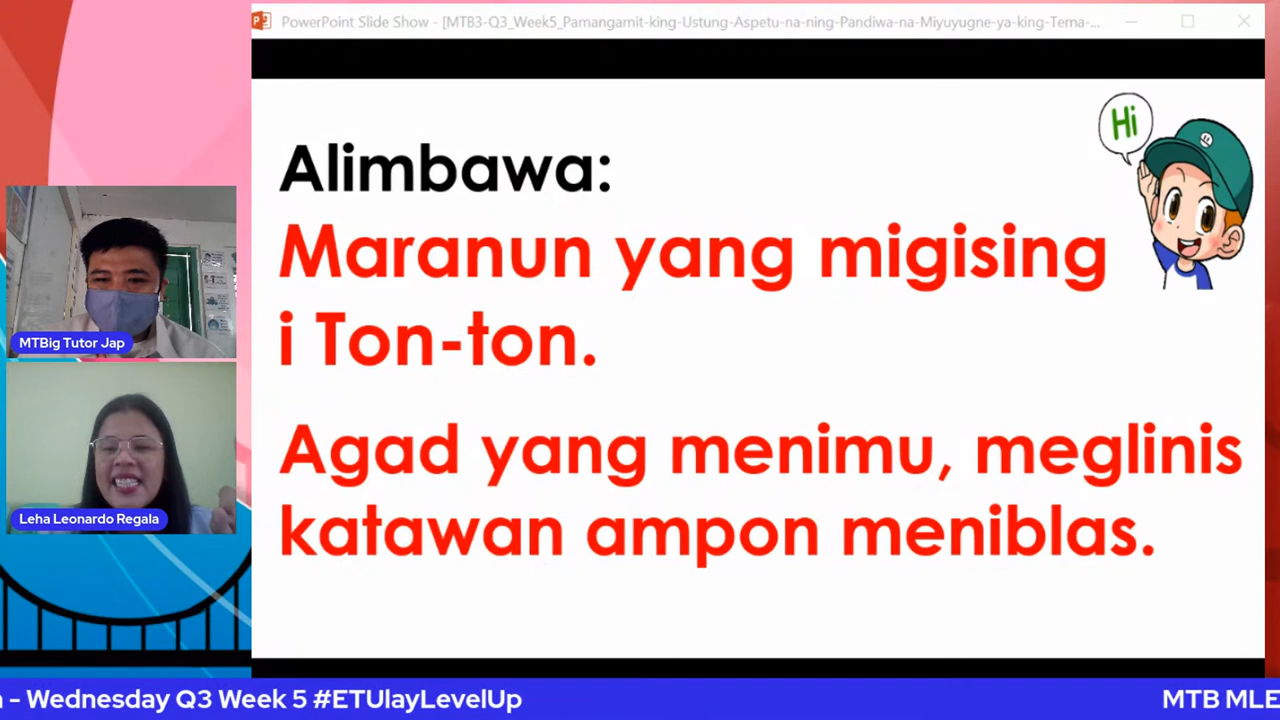 PowerPoint Slide Show - [MTB3-Q3_Week5_Pamangamit-king-Ustung-Aspetu-na-ning-Pandiwa-na-Miyuyugne-ya-king-Tema-...
Hi
Alimbawa:
Maranun yang migising
i Ton-ton.
Agad yang menimu, meglinis
katawan ampon meniblas.
MTBig Tutor Jap
Leha Leonardo Regala
- Wednesday Q3 Week 5 #ETUlayLevelUp
MTB MLE